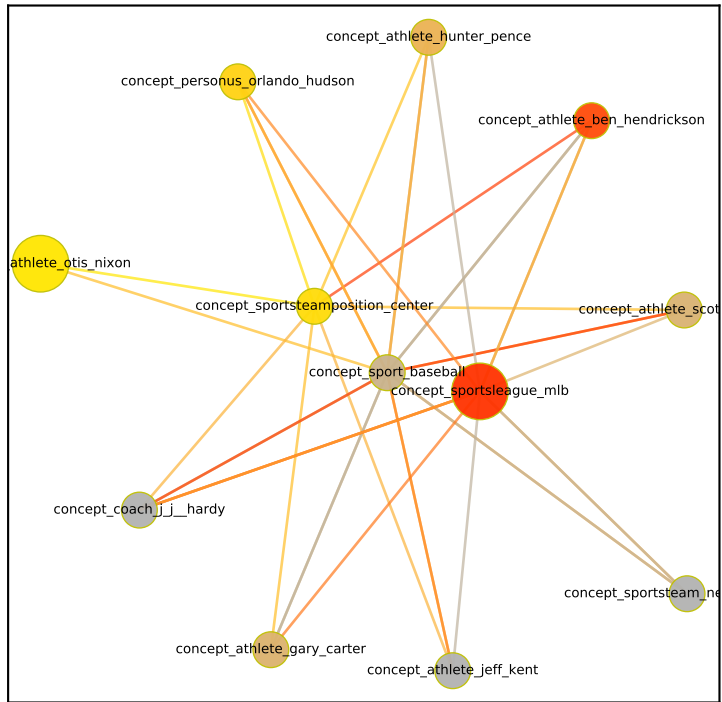 concept_athlete_hunter_pence
concept_personus_orlando_hudson
concept_athlete_ben_hendrickson
athlete_otis_nixon
concept_sportsteamposition_center
concept_athlete_scot
concept_sport_baseball
concept_sportsleague_mlb
concept_coach_j_j__hardy
concept_sportsteam_ne
concept_athlete_gary_carter
concept_athlete_jeff_kent